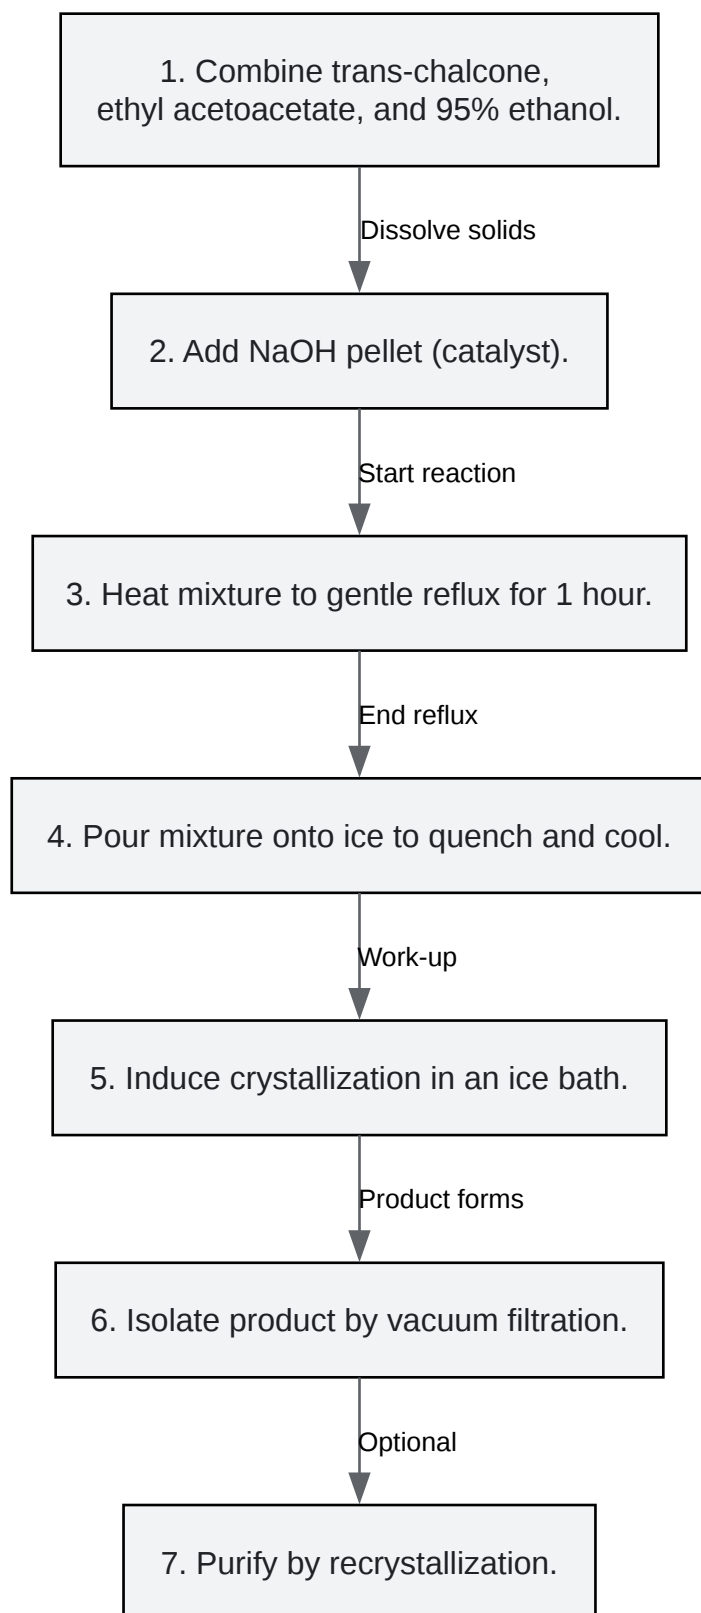 1. Combine trans-chalcone,
ethyl acetoacetate, and 95% ethanol.
Dissolve solids
2. Add NaOH pellet (catalyst).
Start reaction
3. Heat mixture to gentle reflux for 1 hour.
End reflux
4. Pour mixture onto ice to quench and cool.
Work-up
5. Induce crystallization in an ice bath.
Product forms
6. Isolate product by vacuum filtration.
Optional
7. Purify by recrystallization.